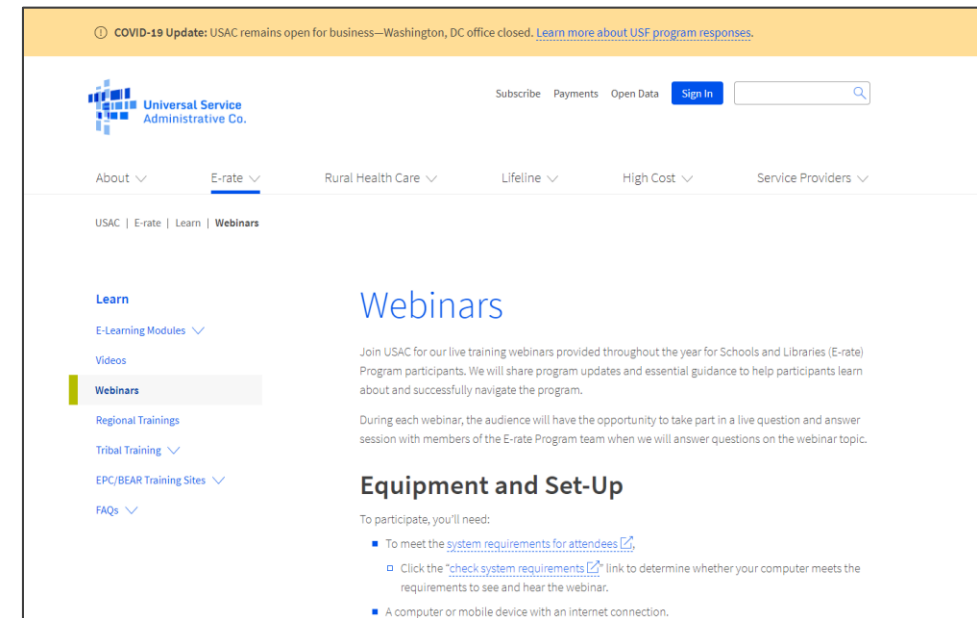 COVID-19 Update: USAC remains open for business—Washington, DC office closed. Learn more about USF program responses.
Universal Service
Administrative Co.
Subscribe Payments Open Data Sign In
About E-rate Rural Health Care Lifeline High Cost Service Providers
USAC | E-rate | Learn | Webinars
Learn
E-Learning Modules
Videos
Webinars
Regional Trainings
Tribal Training
EPC/BEAR Training Sites
FAQs
Webinars
Join USAC for our live training webinars provided throughout the year for Schools and Libraries (E-rate)
Program participants. We will share program updates and essential guidance to help participants learn
about and successfully navigate the program.
During each webinar, the audience will have the opportunity to take part in a live question and answer
session with members of the E-rate Program team when we will answer questions on the webinar topic.
Equipment and Set-Up
To participate, you'll need:
To meet the system requirements for attendees,
Click the "check system requirements" link to determine whether your computer meets the
requirements to see and hear the webinar.
A computer or mobile device with an internet connection.